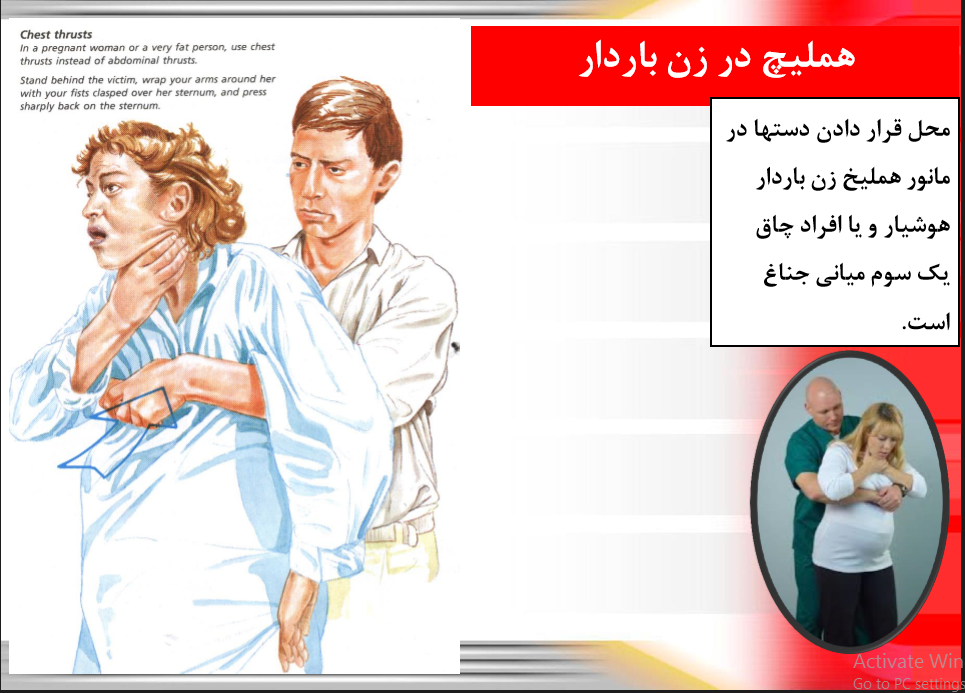 Chest thrusts
In a pregnant woman or a very fat person, use chest
thrusts instead of abdominal thrusts.
Stand behind the victim, wrap your arms around her
with your fists clasped over her sternum, and press
sharply back on the sternum.
هملیچ در زن باردار
محل قرار دادن دستها در
مانور هملیخ زن باردار
هوشیار و یا افراد چاق
یک سوم میانی جناغ
است.
Activate Win
Go to PC settings